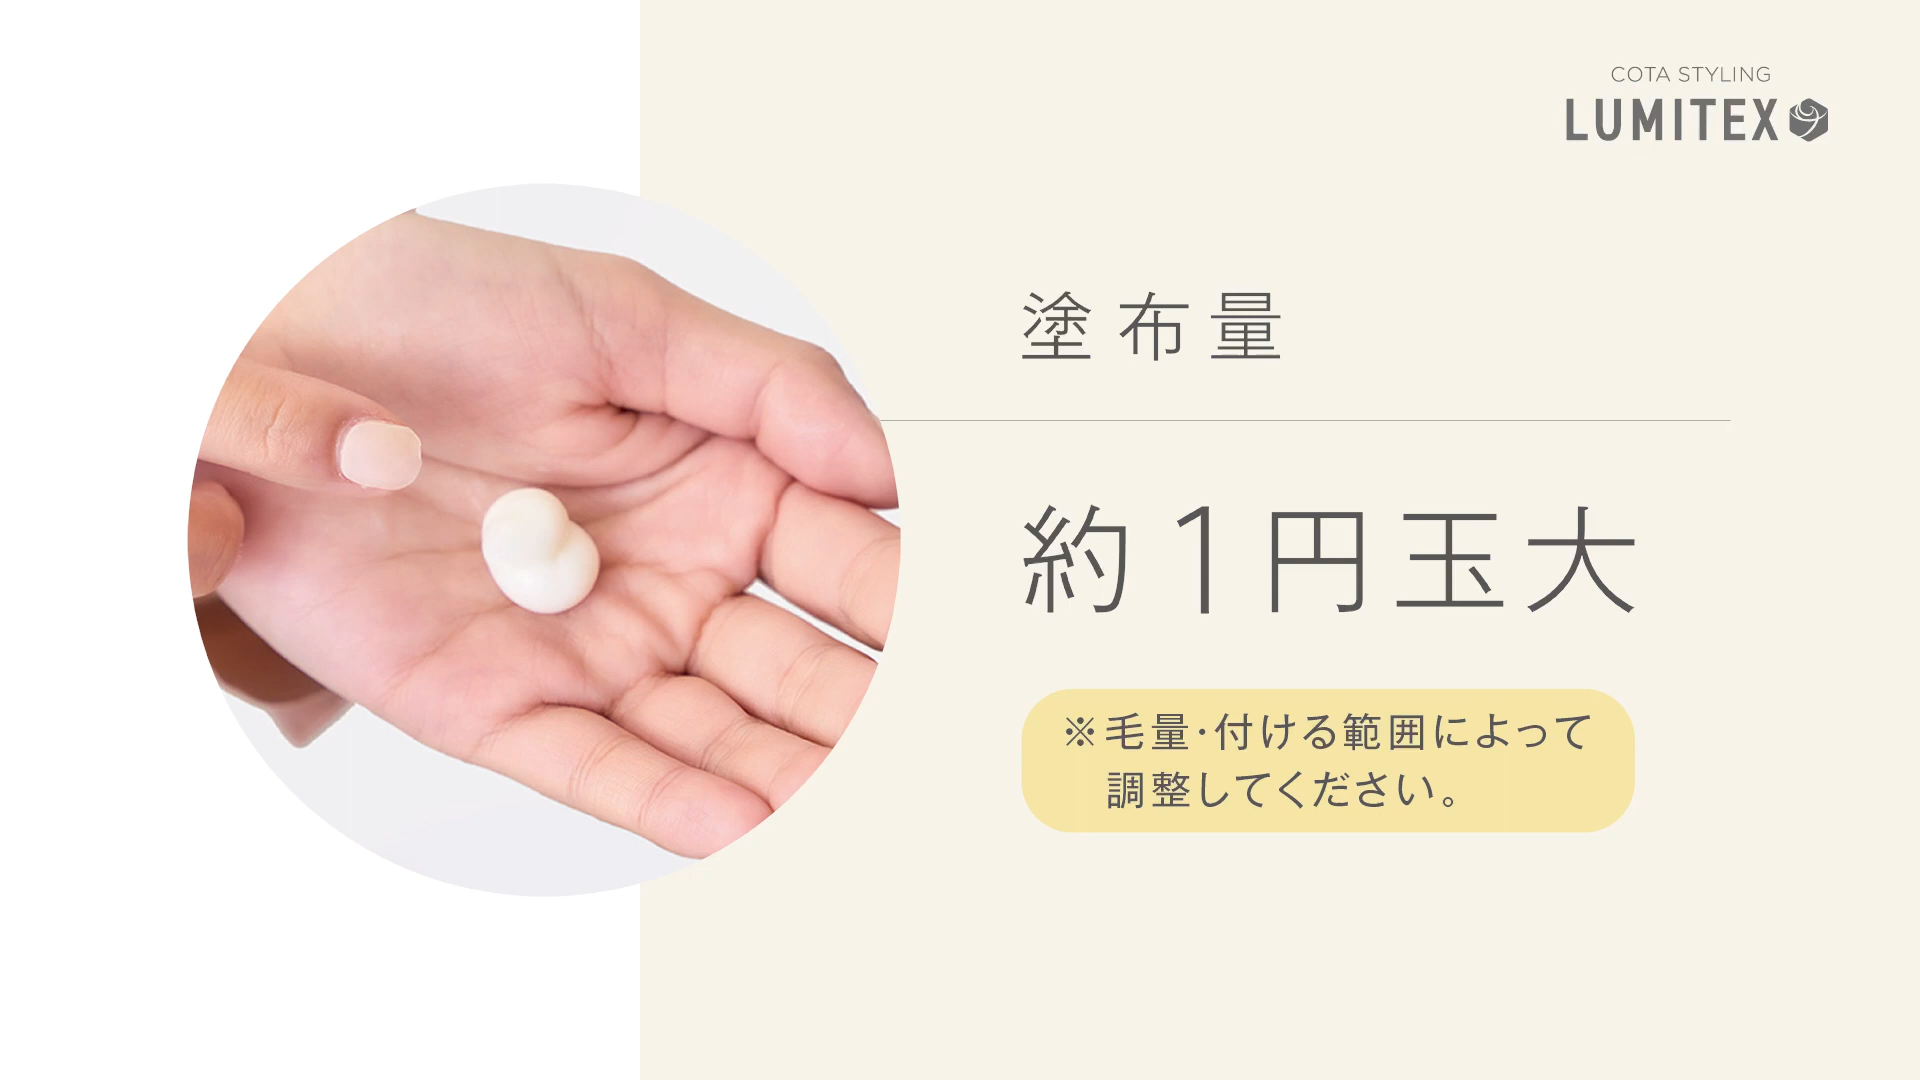 COTA STYLING
LUMITEX
塗布量
約1円玉大
※毛量·付ける範囲によって
調整してください。